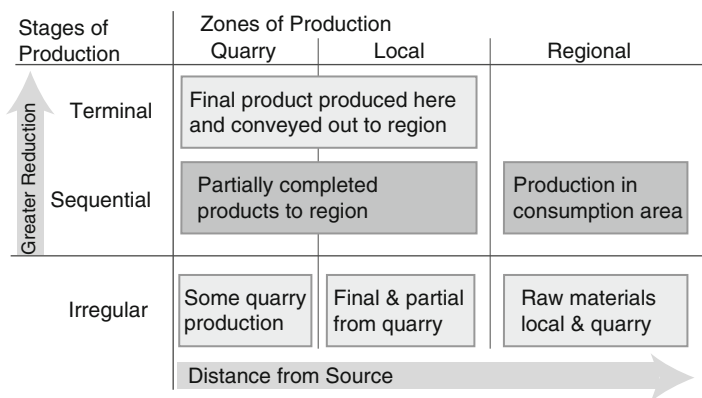 Stages of
Production
Zones of Production
Quarry
Local
Regional
Greater Reduction
Terminal
Final product produced here
and conveyed out to region
Sequential
Partially completed
products to region
Production in
consumption area
Irregular
Some quarry
production
Final & partial
from quarry
Raw materials
local & quarry
Distance from Source